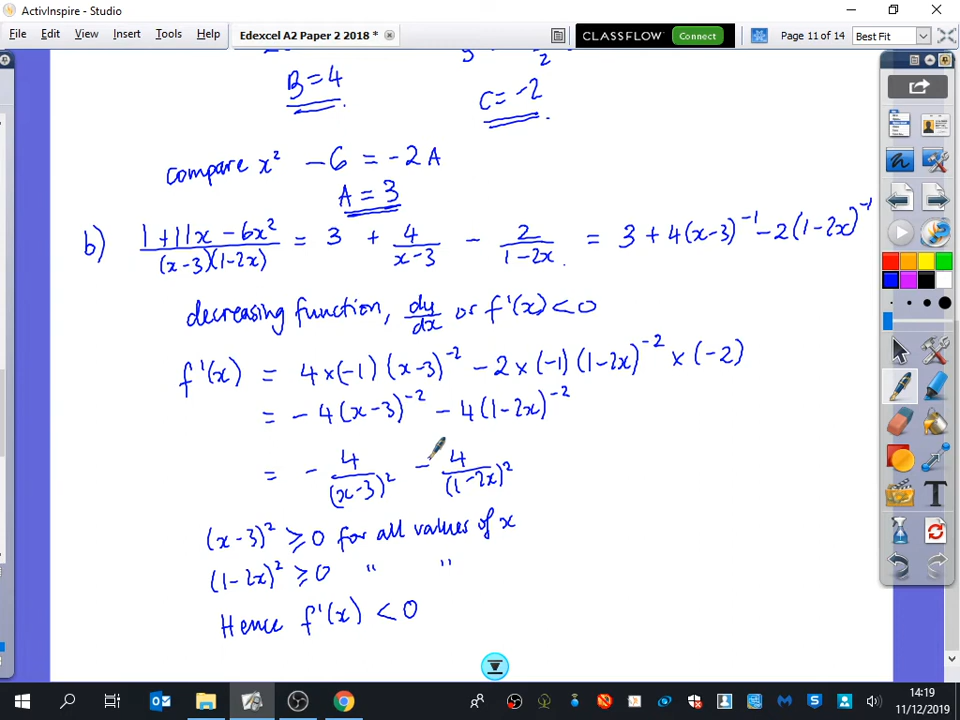 ActivInspire - Studio
File Edit View Insert Tools Help Edexcel A2 Paper 2 2018 * CLASSFLOW Connect Page 11 of 14 Best Fit
B = 4
2
C = -2
compare x² -6 = -2A
A = 3
b) (1+11x-6x²)/((x-3)(1-2x)) = 3 + 4/(x-3) - 2/(1-2x) = 3 + 4(x-3)⁻¹ - 2(1-2x)⁻¹
decreasing function, dy/dx or f'(x) < 0
f'(x) = 4×(-1)(x-3)⁻² - 2×(-1)(1-2x)⁻² × (-2)
= -4(x-3)⁻² - 4(1-2x)⁻²
= - 4/(x-3)² - 4/(1-2x)²
(x-3)² ⩾ 0 for all values of x
(1-2x)² ⩾ 0 " "
Hence f'(x) < 0
14:19
11/12/2019